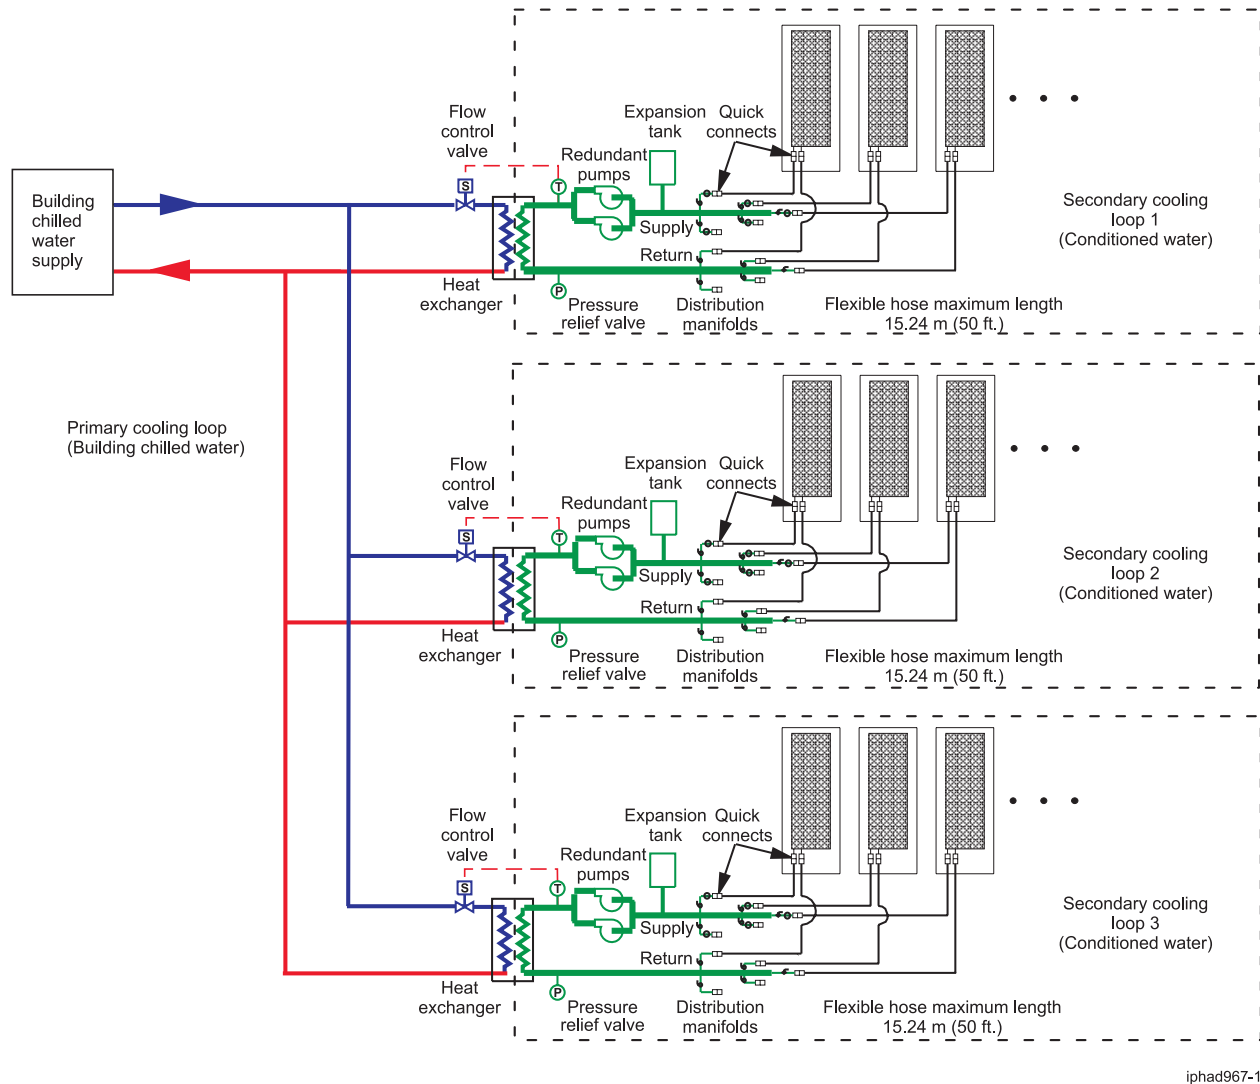 Building
chilled
water
supply
Primary cooling loop
(Building chilled water)
Flow
control
valve
S
T
Redundant
pumps
Expansion
tank
Quick
connects
Supply
Return
Heat
exchanger
P
Pressure
relief valve
Distribution
manifolds
Flexible hose maximum length
15.24 m (50 ft.)
Secondary cooling
loop 1
(Conditioned water)
Flow
control
valve
S
T
Redundant
pumps
Expansion
tank
Quick
connects
Supply
Return
Heat
exchanger
P
Pressure
relief valve
Distribution
manifolds
Flexible hose maximum length
15.24 m (50 ft.)
Secondary cooling
loop 2
(Conditioned water)
Flow
control
valve
S
T
Redundant
pumps
Expansion
tank
Quick
connects
Supply
Return
Heat
exchanger
P
Pressure
relief valve
Distribution
manifolds
Flexible hose maximum length
15.24 m (50 ft.)
Secondary cooling
loop 3
(Conditioned water)
iphad967-1